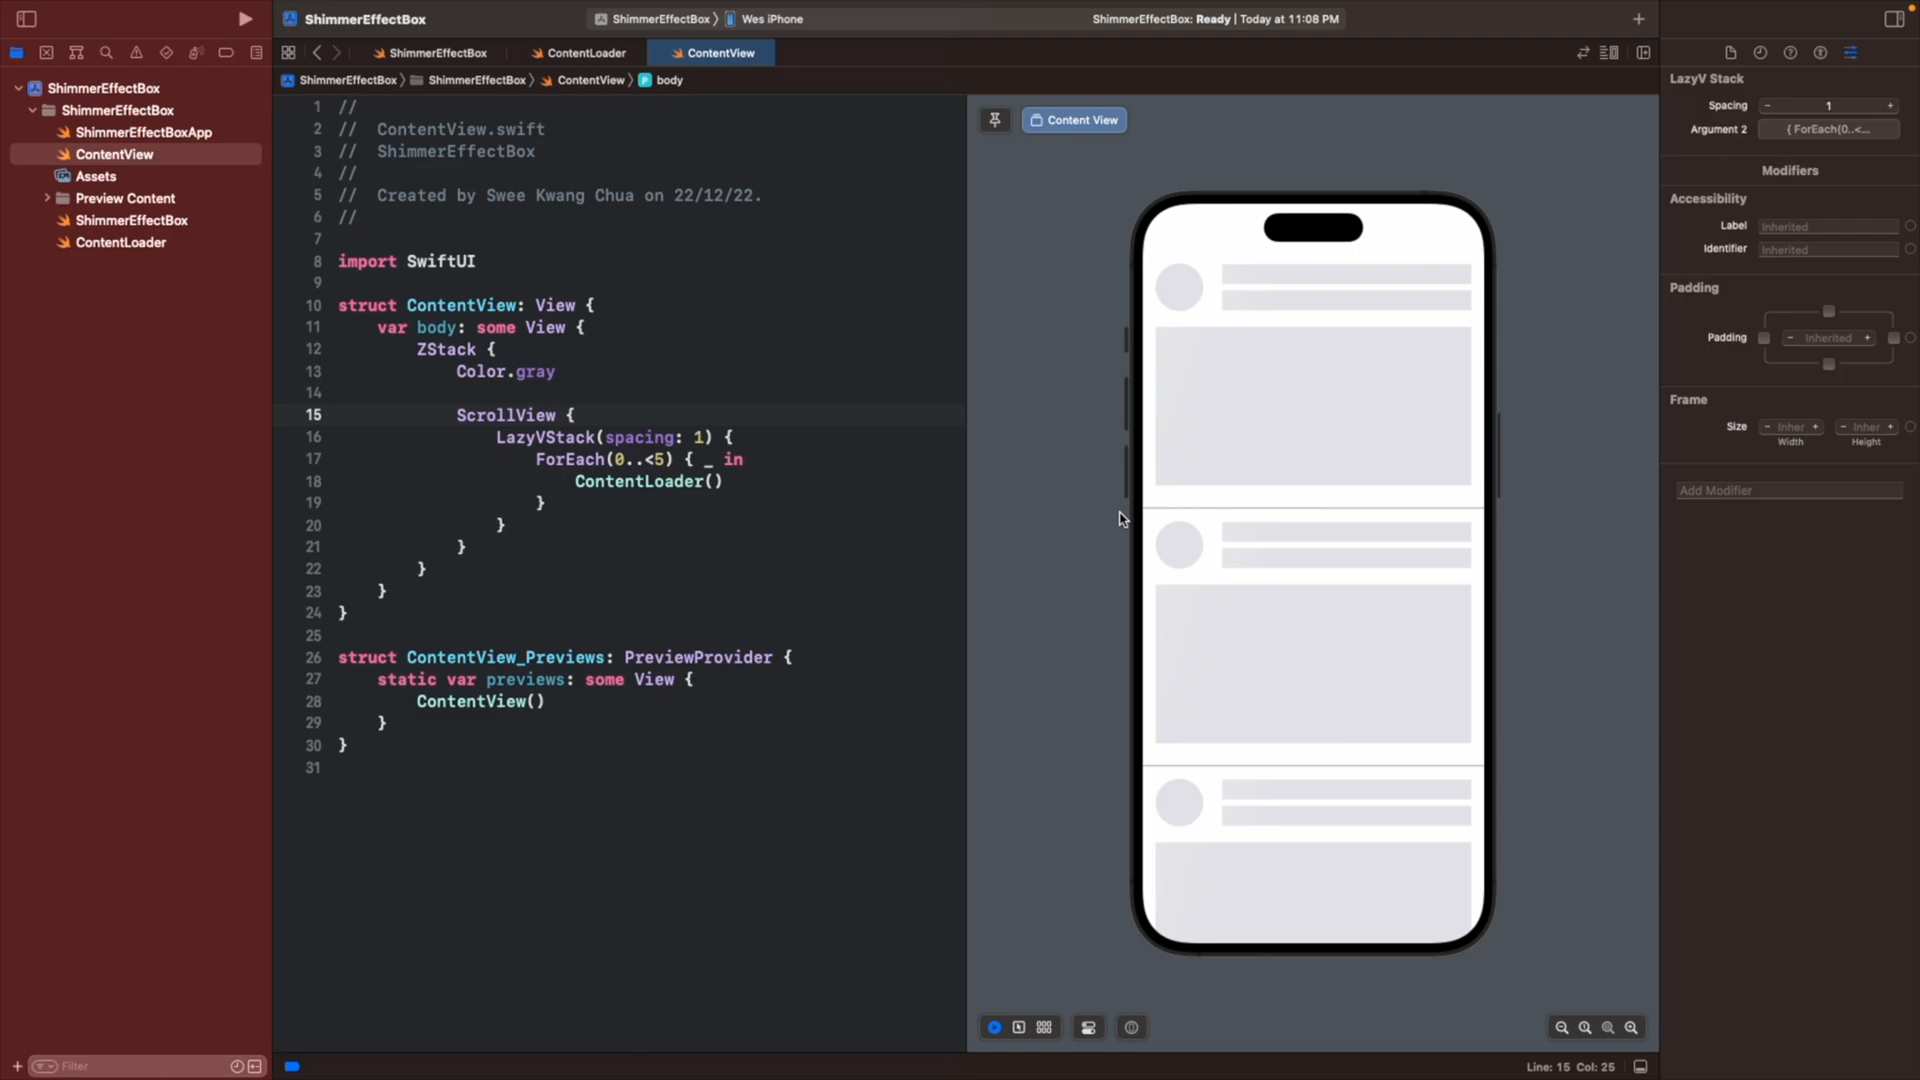 ShimmerEffectBox
ShimmerEffectBox 〉 Wes iPhone
ShimmerEffectBox: Ready | Today at 11:08 PM
ShimmerEffectBox
ContentLoader
ContentView
ShimmerEffectBox 〉 ShimmerEffectBox 〉 ContentView 〉 body
ShimmerEffectBox
ShimmerEffectBox
ShimmerEffectBoxApp
ContentView
Assets
Preview Content
ShimmerEffectBox
ContentLoader
Filter
1 //
2 //  ContentView.swift
3 //  ShimmerEffectBox
4 //
5 //  Created by Swee Kwang Chua on 22/12/22.
6 //
7
8 import SwiftUI
9
10 struct ContentView: View {
11     var body: some View {
12         ZStack {
13             Color.gray
14
15             ScrollView {
16                 LazyVStack(spacing: 1) {
17                     ForEach(0..<5) { _ in
18                         ContentLoader()
19                     }
20                 }
21             }
22         }
23     }
24 }
25
26 struct ContentView_Previews: PreviewProvider {
27     static var previews: some View {
28         ContentView()
29     }
30 }
31
Content View
LazyV Stack
Spacing − 1 +
Argument 2 { ForEach(0..<...
Modifiers
Accessibility
Label Inherited
Identifier Inherited
Padding
Padding − Inherited +
Frame
Size − Inher + − Inher +
Width Height
Add Modifier
Line: 15 Col: 25